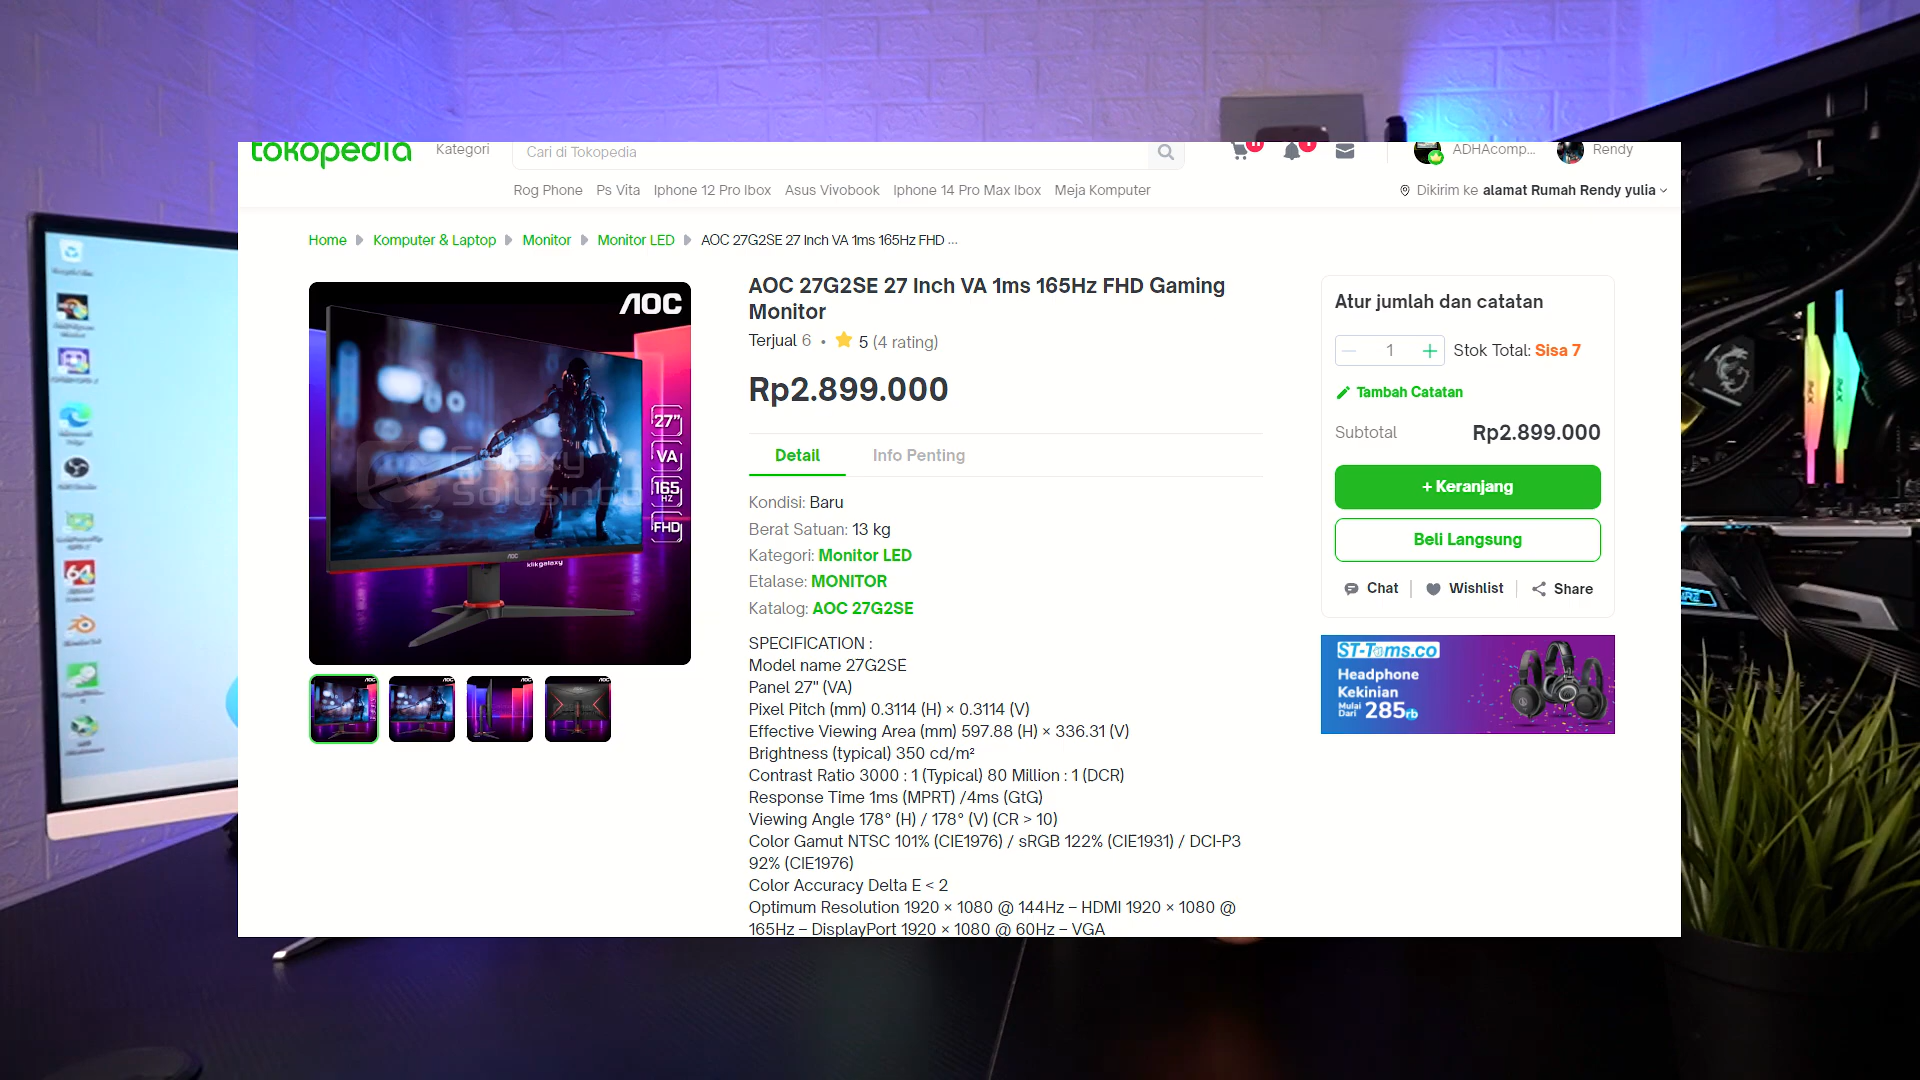 tokopedia
Kategori
Cari di Tokopedia
ADHAcomp...
Rendy
Rog Phone Ps Vita Iphone 12 Pro Ibox Asus Vivobook Iphone 14 Pro Max Ibox Meja Komputer
Dikirim ke alamat Rumah Rendy yulia
Home Komputer & Laptop Monitor Monitor LED AOC 27G2SE 27 Inch VA 1ms 165Hz FHD ...
AOC
27"
VA
165
HZ
FHD
Galaxy
Solusindo
AOC
klikgalaxy
AOC 27G2SE 27 Inch VA 1ms 165Hz FHD Gaming
Monitor
Terjual 6 • 5 (4 rating)
Rp2.899.000
Detail Info Penting
Kondisi: Baru
Berat Satuan: 13 kg
Kategori: Monitor LED
Etalase: MONITOR
Katalog: AOC 27G2SE
SPECIFICATION :
Model name 27G2SE
Panel 27" (VA)
Pixel Pitch (mm) 0.3114 (H) × 0.3114 (V)
Effective Viewing Area (mm) 597.88 (H) × 336.31 (V)
Brightness (typical) 350 cd/m²
Contrast Ratio 3000 : 1 (Typical) 80 Million : 1 (DCR)
Response Time 1ms (MPRT) /4ms (GtG)
Viewing Angle 178° (H) / 178° (V) (CR > 10)
Color Gamut NTSC 101% (CIE1976) / sRGB 122% (CIE1931) / DCI-P3
92% (CIE1976)
Color Accuracy Delta E < 2
Optimum Resolution 1920 × 1080 @ 144Hz – HDMI 1920 × 1080 @
165Hz – DisplayPort 1920 × 1080 @ 60Hz – VGA
Atur jumlah dan catatan
1 Stok Total: Sisa 7
Tambah Catatan
Subtotal Rp2.899.000
+ Keranjang
Beli Langsung
Chat Wishlist Share
ST-Toms.co
Headphone
Kekinian
Mulai
Dari 285rb